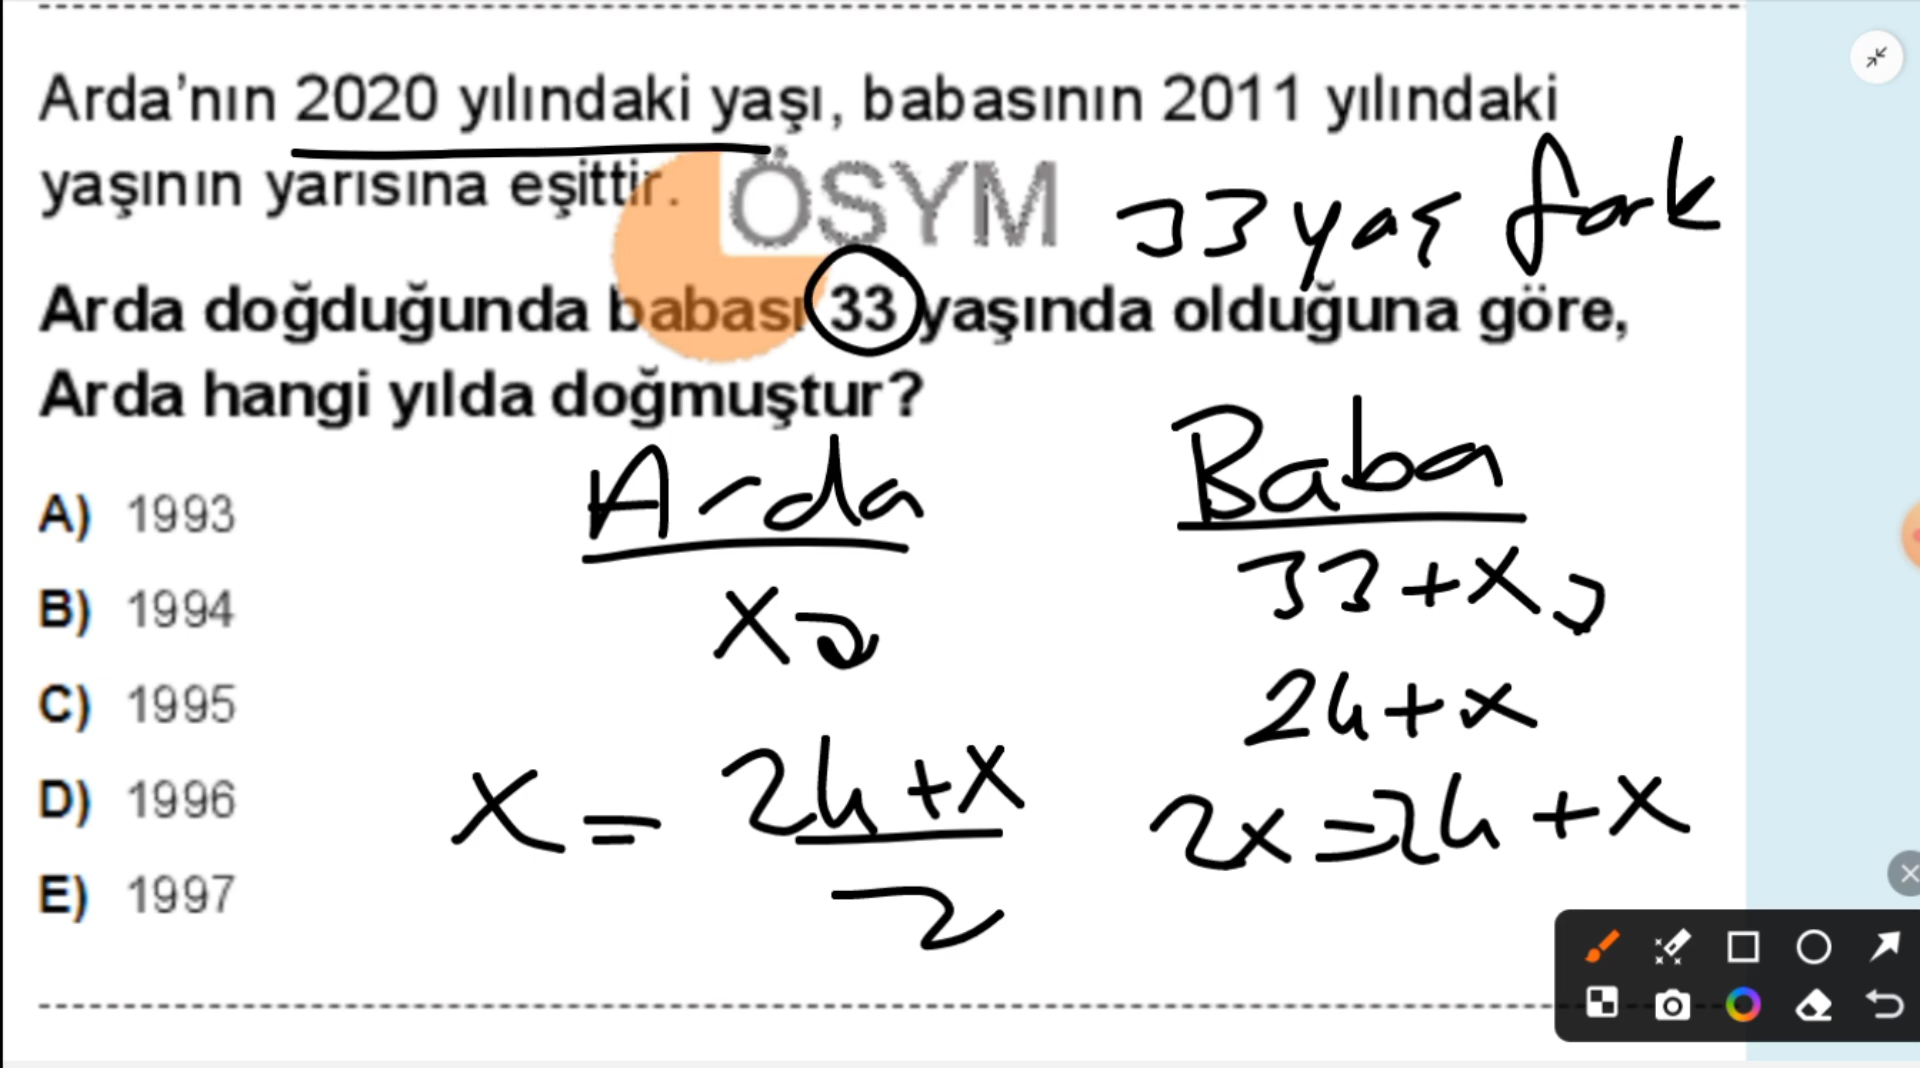 Arda’nın 2020 yılındaki yaşı, babasının 2011 yılındaki
yaşının yarısına eşittir.
ÖSYM
33 yaş fark
Arda doğduğunda babası 33 yaşında olduğuna göre,
Arda hangi yılda doğmuştur?
Arda
Baba
A) 1993
33+x
B) 1994
x
C) 1995
24+x
D) 1996
x = 24+x
2
2x=24+x
E) 1997